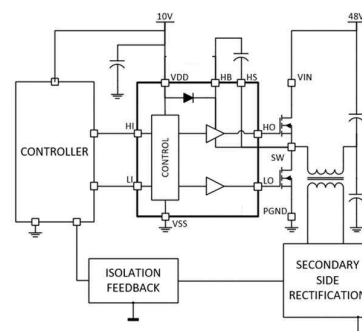 10V
48V
VDD
HB
HS
VIN
HI
HO
CONTROLLER
CONTROL
SW
LI
LO
PGND
VSS
ISOLATION
FEEDBACK
SECONDARY
SIDE
RECTIFICATION